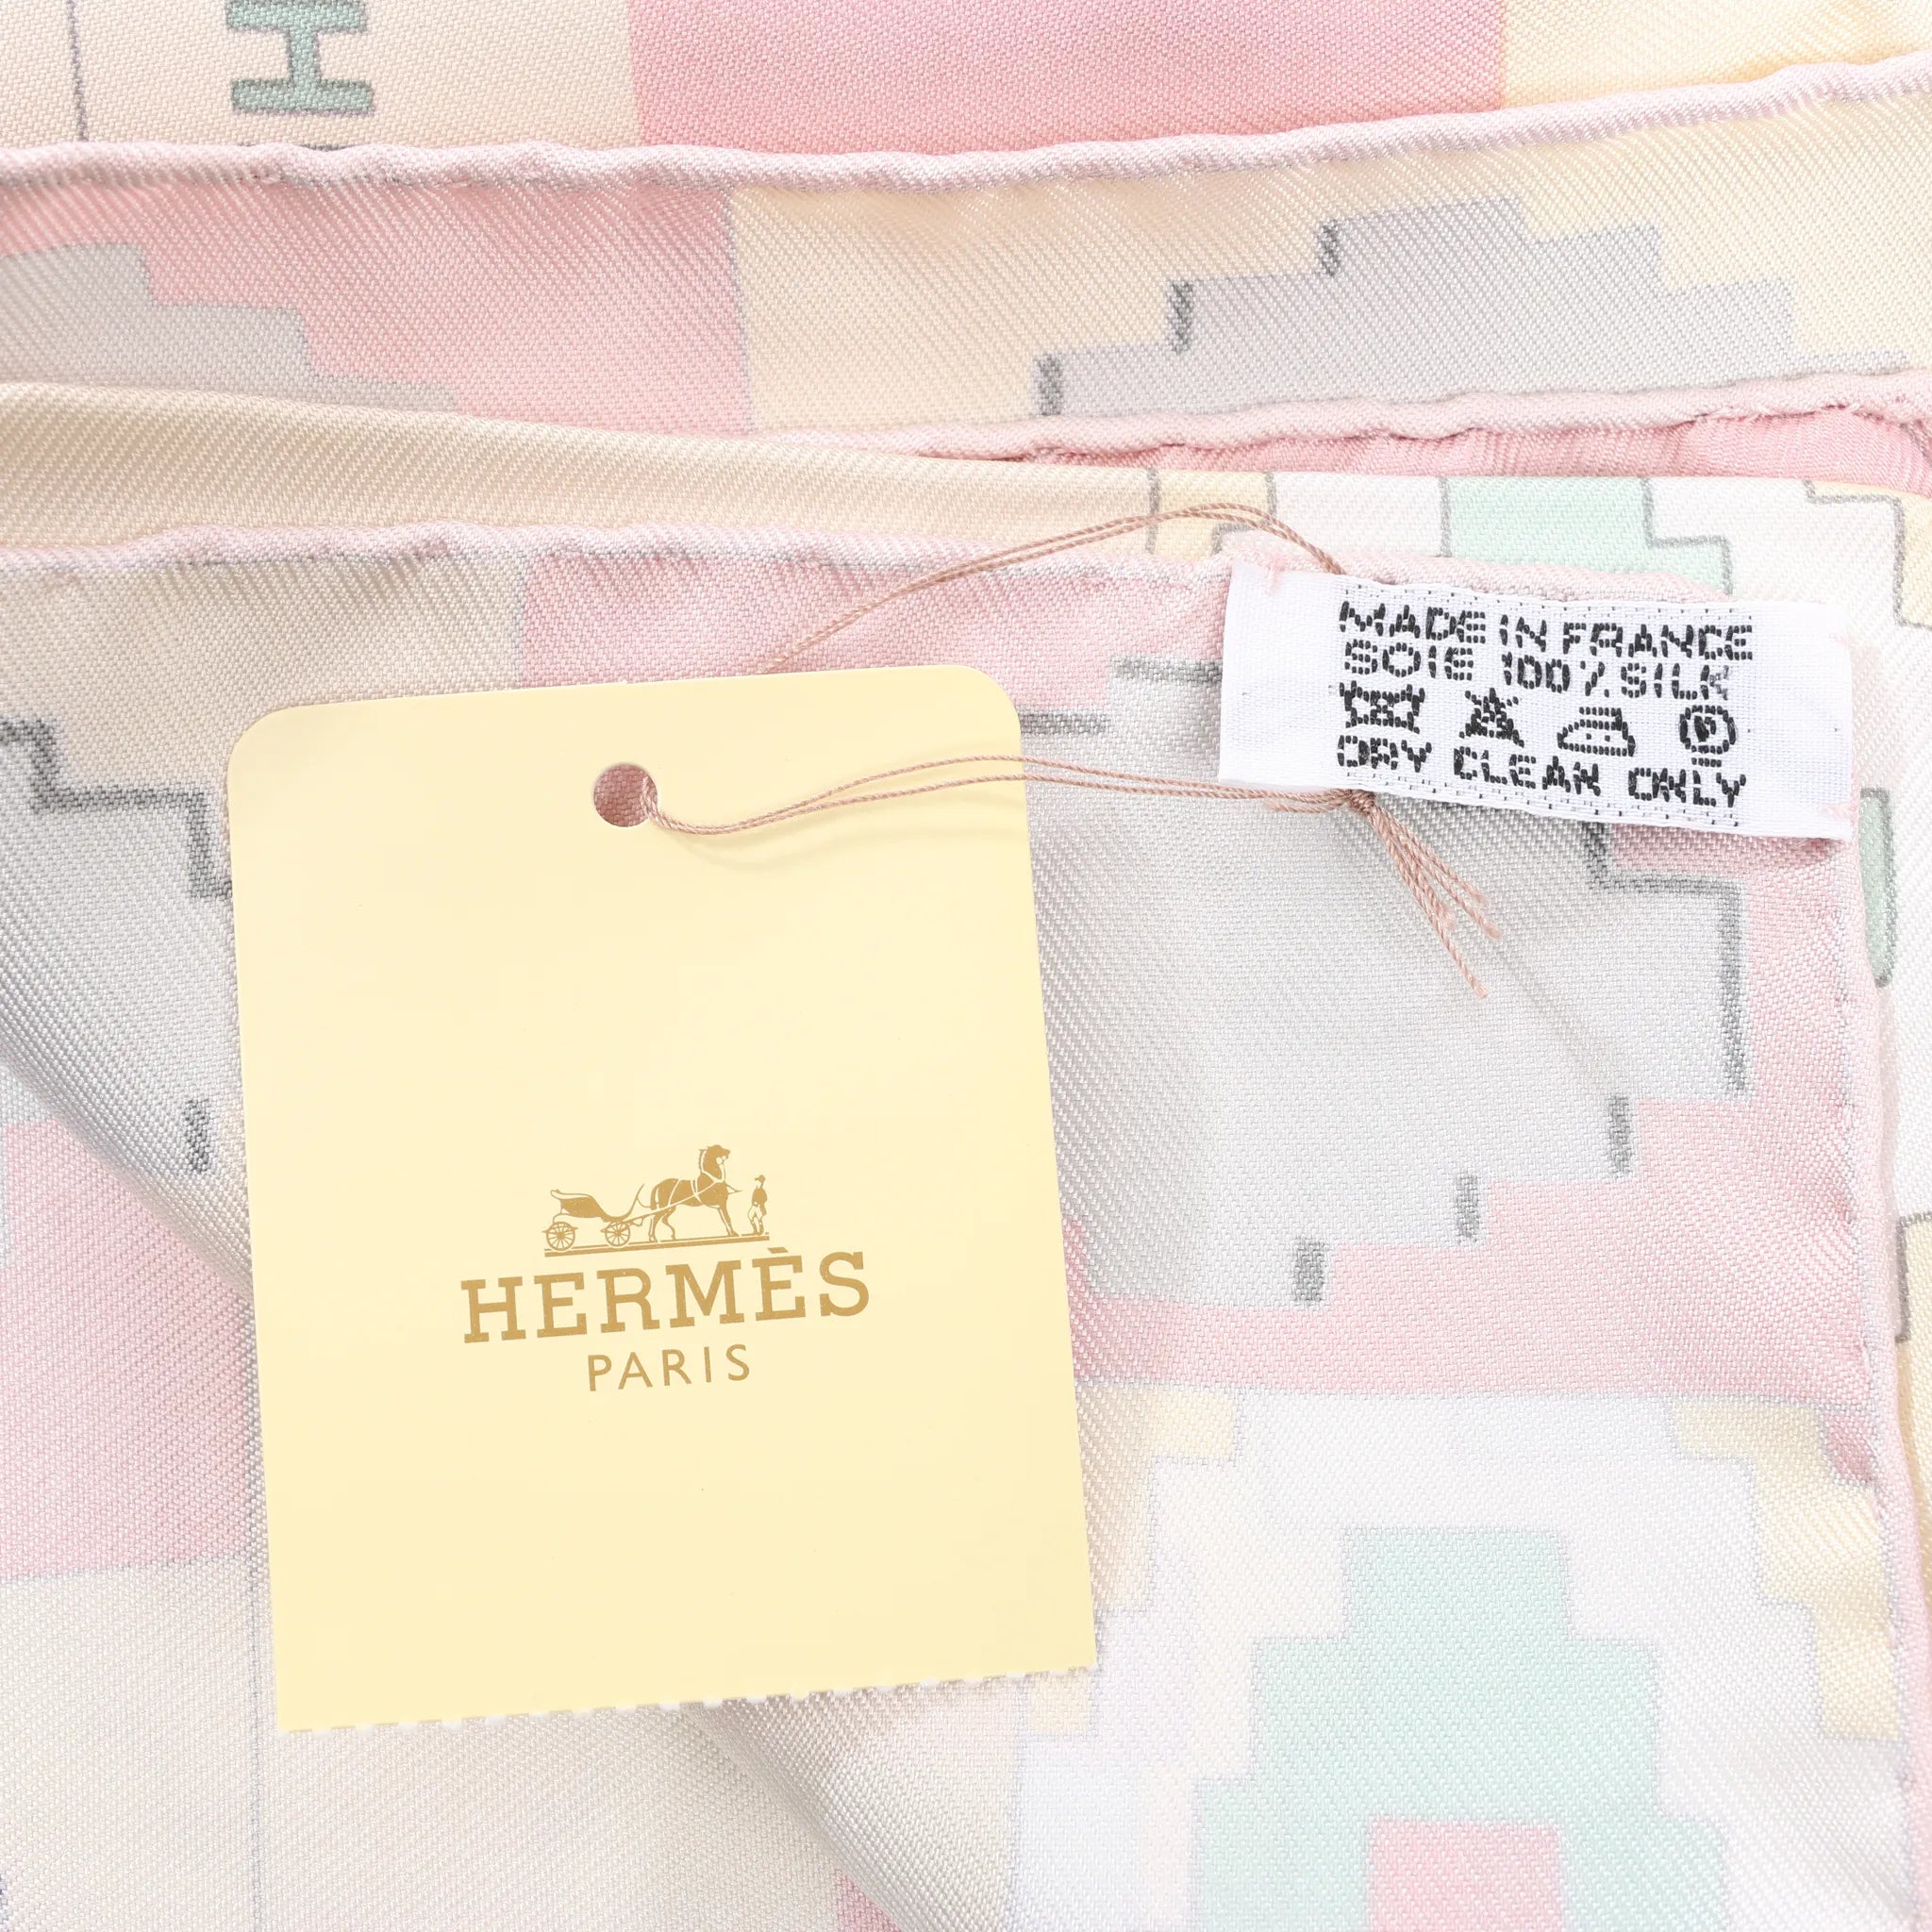 H
MADE IN FRANCE
SOIE 100% SILK
DRY CLEAN ONLY
HERMÈS
PARIS